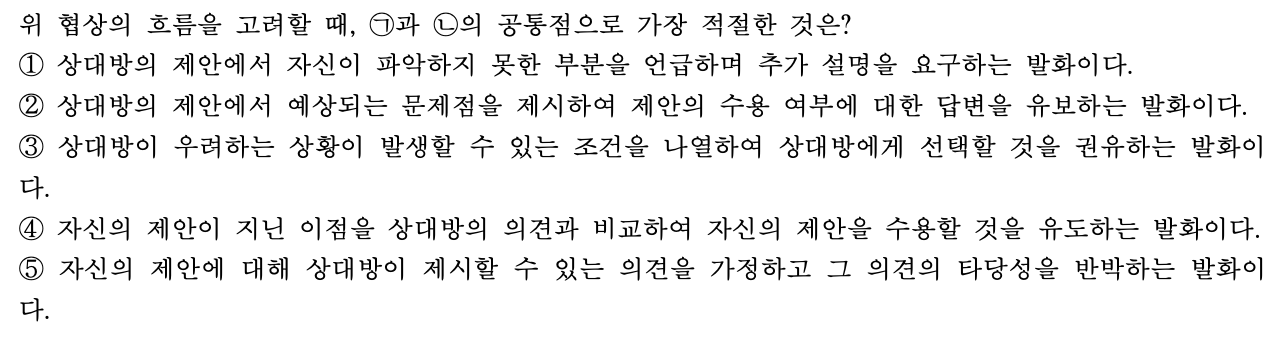 위 협상의 흐름을 고려할 때, ㉠과 ㉡의 공통점으로 가장 적절한 것은?
① 상대방의 제안에서 자신이 파악하지 못한 부분을 언급하며 추가 설명을 요구하는 발화이다.
② 상대방의 제안에서 예상되는 문제점을 제시하여 제안의 수용 여부에 대한 답변을 유보하는 발화이다.
③ 상대방이 우려하는 상황이 발생할 수 있는 조건을 나열하여 상대방에게 선택할 것을 권유하는 발화이
다.
④ 자신의 제안이 지닌 이점을 상대방의 의견과 비교하여 자신의 제안을 수용할 것을 유도하는 발화이다.
⑤ 자신의 제안에 대해 상대방이 제시할 수 있는 의견을 가정하고 그 의견의 타당성을 반박하는 발화이
다.